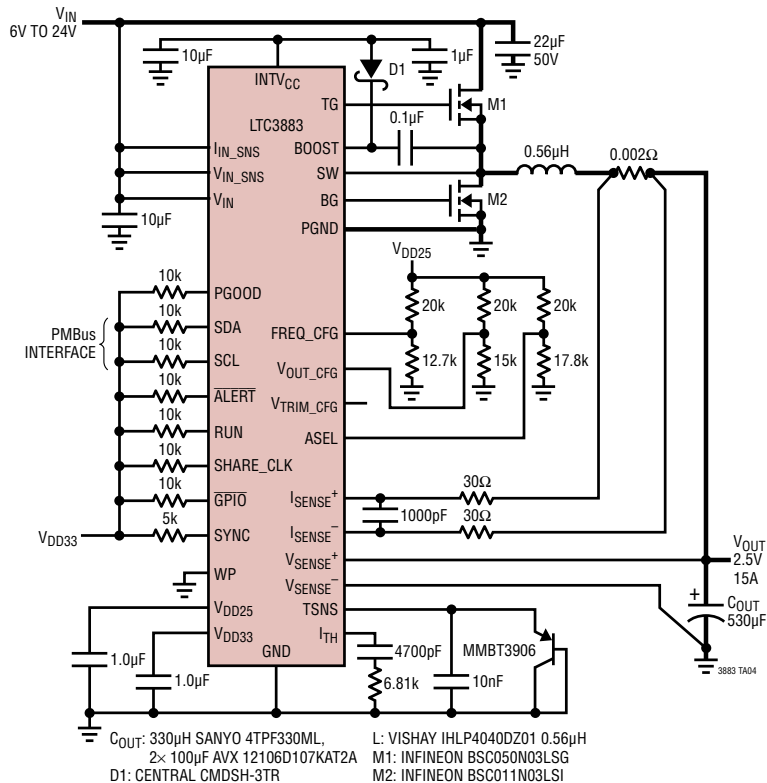 VIN
6V TO 24V
10µF
1µF
22µF
50V
D1
INTVCC
LTC3883
TG
M1
0.1µF
BOOST
IIN_SNS
SW
0.56µH
0.002Ω
VIN_SNS
BG
M2
VIN
10µF
PGND
VDD25
10k
PGOOD
20k
20k
20k
10k
SDA
PMBus
INTERFACE
FREQ_CFG
10k
SCL
12.7k
15k
17.8k
VOUT_CFG
10k
ALERT
VTRIM_CFG
10k
RUN
ASEL
10k
SHARE_CLK
10k
GPIO
ISENSE+
30Ω
1000pF
5k
VDD33
SYNC
ISENSE–
30Ω
VSENSE+
VOUT
2.5V
15A
WP
VSENSE–
+
COUT
530µF
VDD25
TSNS
VDD33
ITH
4700pF
MMBT3906
1.0µF
1.0µF
GND
6.81k
10nF
3883 TA04
COUT: 330µH SANYO 4TPF330ML,
2× 100µF AVX 12106D107KAT2A
D1: CENTRAL CMDSH-3TR
L: VISHAY IHLP4040DZ01 0.56µH
M1: INFINEON BSC050N03LSG
M2: INFINEON BSC011N03LSI